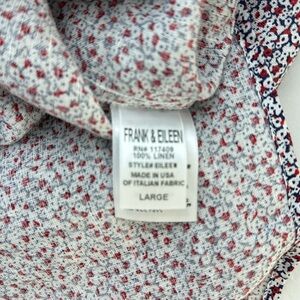 FRANK & EILEEN
RN# 117409
100% LINEN
STYLE# EILEEN
MADE IN USA
OF ITALIAN FABRIC
LARGE